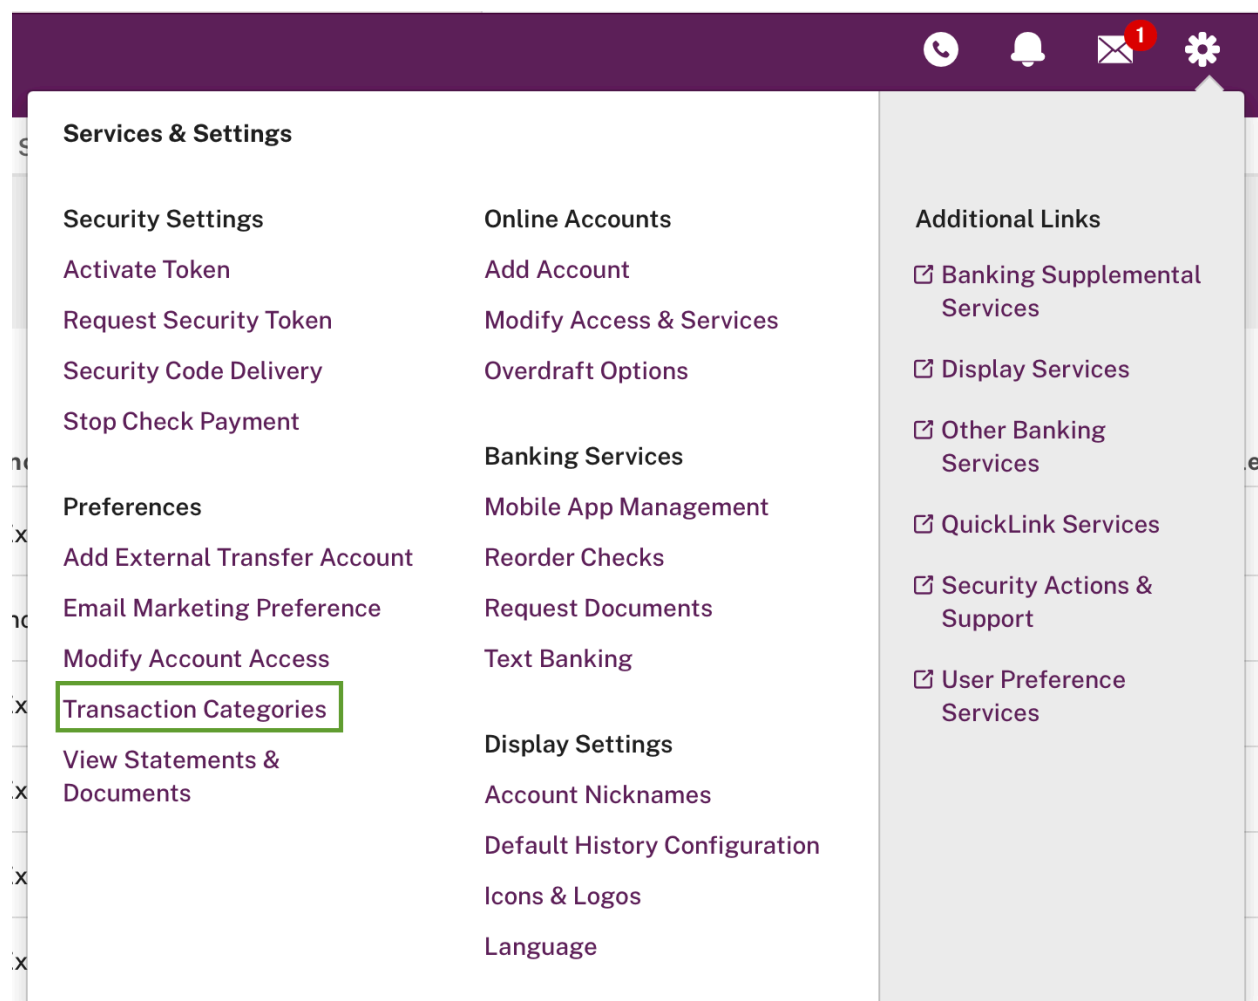 1
Services & Settings
Security Settings
Activate Token
Request Security Token
Security Code Delivery
Stop Check Payment
Preferences
Add External Transfer Account
Email Marketing Preference
Modify Account Access
Transaction Categories
View Statements &
Documents
Online Accounts
Add Account
Modify Access & Services
Overdraft Options
Banking Services
Mobile App Management
Reorder Checks
Request Documents
Text Banking
Display Settings
Account Nicknames
Default History Configuration
Icons & Logos
Language
Additional Links
Banking Supplemental
Services
Display Services
Other Banking
Services
QuickLink Services
Security Actions &
Support
User Preference
Services